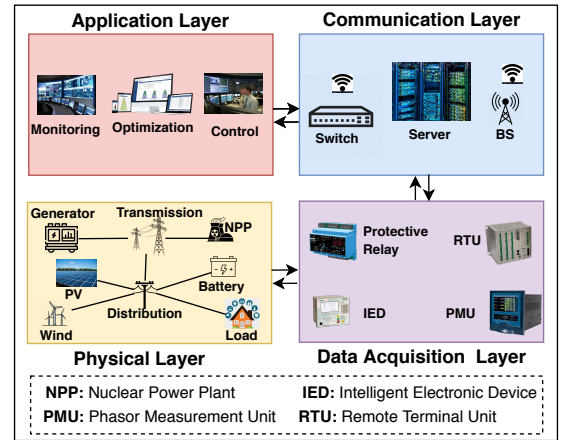 Application Layer
Communication Layer
Monitoring
Optimization
Control
Switch
Server
BS
Generator
Transmission
NPP
PV
Battery
Wind
Distribution
Load
Protective
Relay
RTU
IED
PMU
Physical Layer
Data Acquisition Layer
NPP: Nuclear Power Plant
IED: Intelligent Electronic Device
PMU: Phasor Measurement Unit
RTU: Remote Terminal Unit